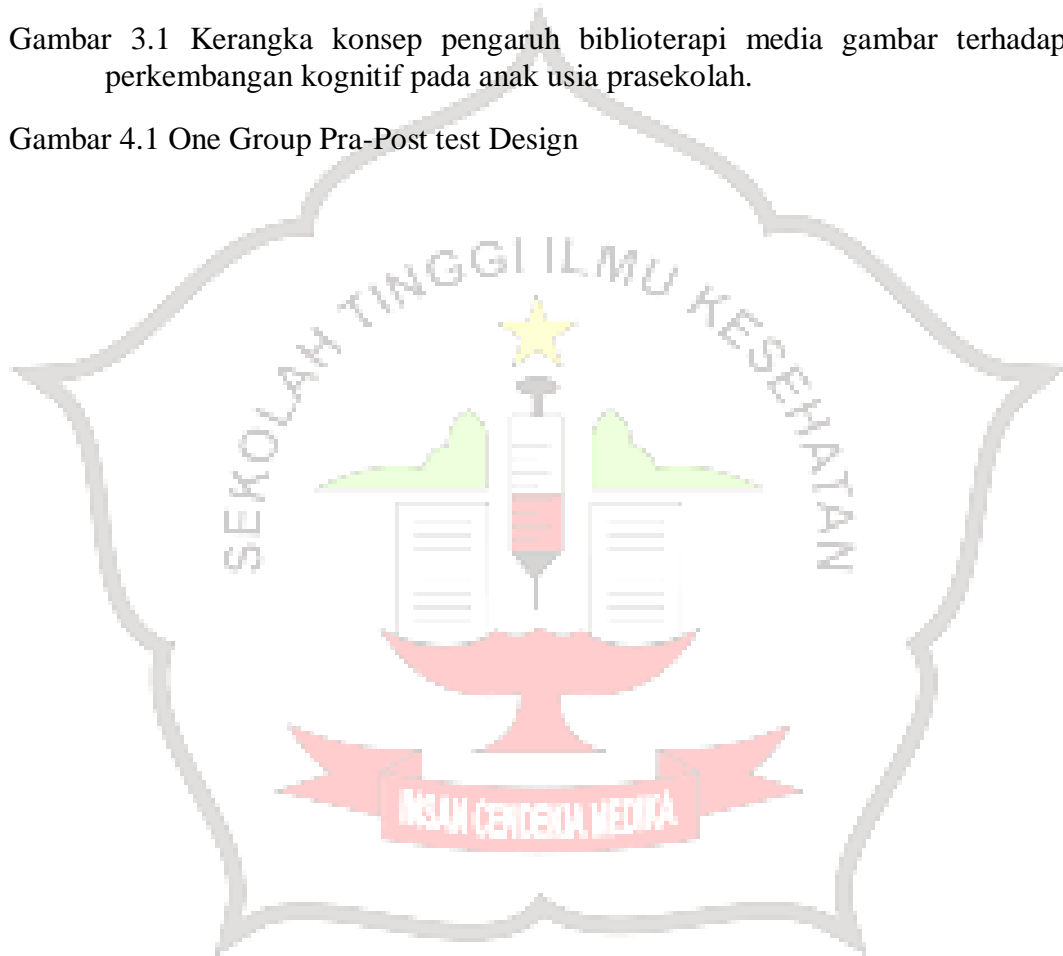 Gambar 3.1 Kerangka konsep pengaruh biblioterapi media gambar terhadap
perkembangan kognitif pada anak usia prasekolah.
Gambar 4.1 One Group Pra-Post test Design
SEKOLAH TINGGI ILMU KESEHATAN
INSAN CENDEKIA MEDIKA